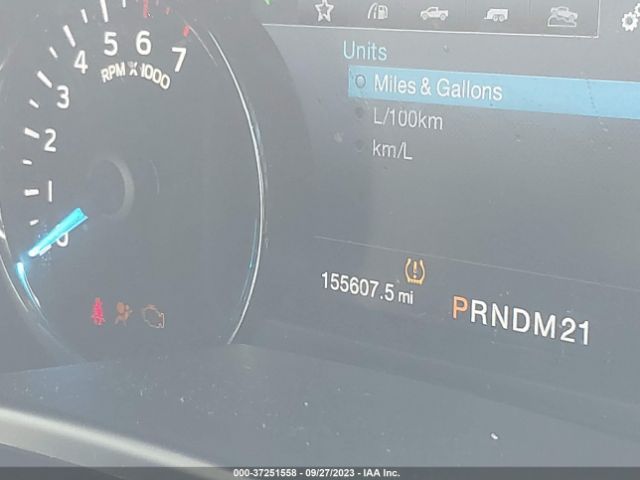 Units
Miles & Gallons
L/100km
km/L
155607.5 mi
PRNDM21
0
1
2
3
4
5
6
7
RPM X 1000
000-37251558 - 09/27/2023 - IAA Inc.